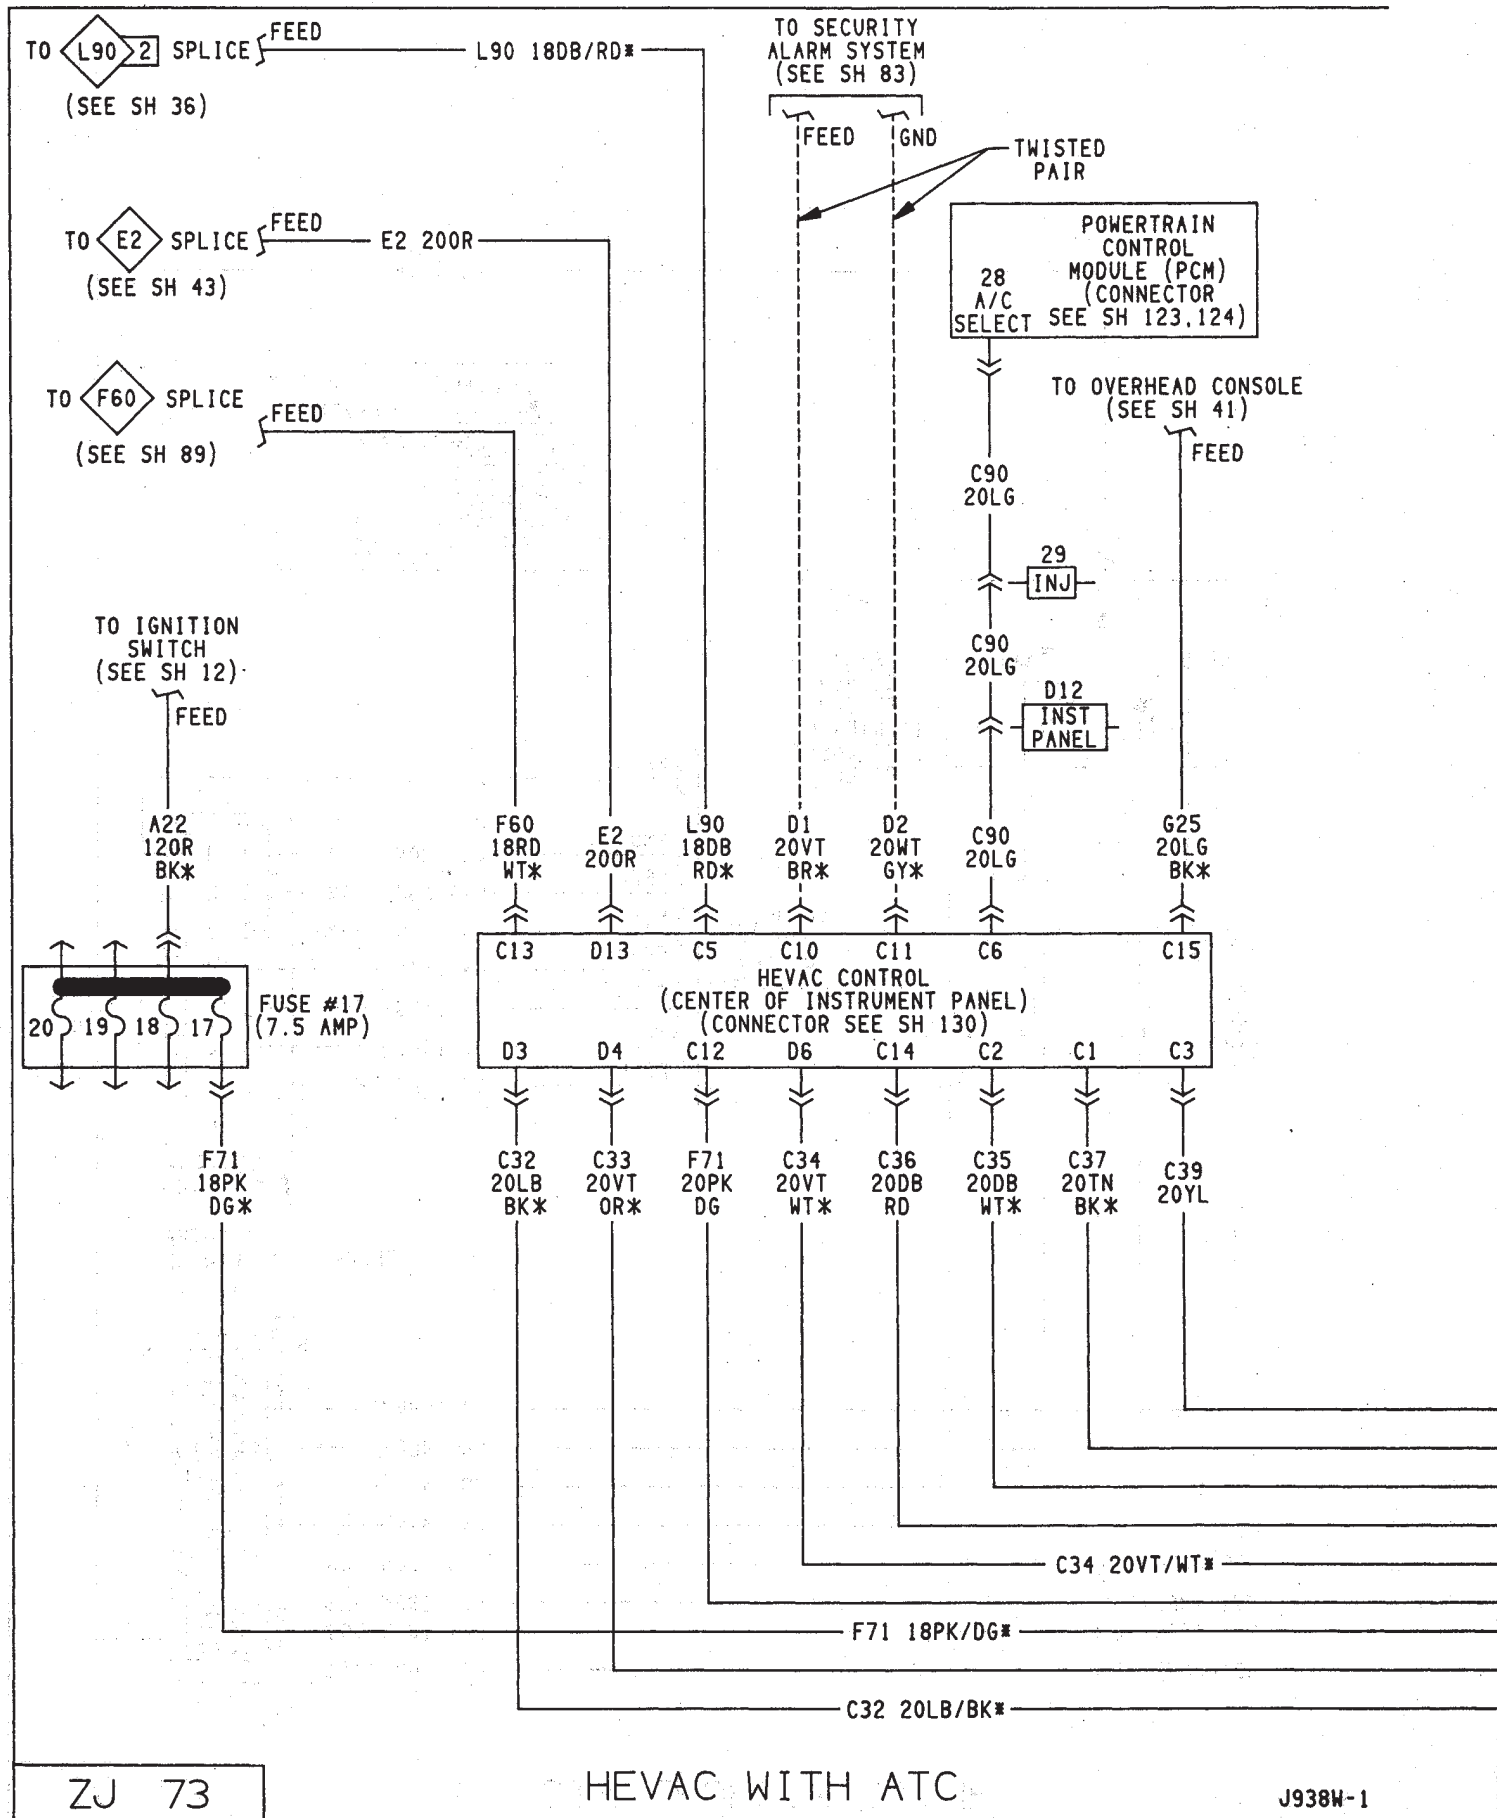 TO L90 2 SPLICE FEED
L90 18DB/RD*
(SEE SH 36)
TO SECURITY
ALARM SYSTEM
(SEE SH 83)
FEED
GND
TWISTED
PAIR
TO E2 SPLICE FEED
E2 20OR
(SEE SH 43)
POWERTRAIN
CONTROL
MODULE (PCM)
(CONNECTOR
SEE SH 123,124)
28
A/C
SELECT
TO F60 SPLICE
FEED
(SEE SH 89)
TO OVERHEAD CONSOLE
(SEE SH 41)
FEED
C90
20LG
29
INJ
C90
20LG
D12
INST
PANEL
TO IGNITION
SWITCH
(SEE SH 12)
FEED
A22
12OR
BK*
F60
18RD
WT*
E2
20OR
L90
18DB
RD*
D1
20VT
BR*
D2
20WT
GY*
C90
20LG
G25
20LG
BK*
C13 D13 C5 C10 C11 C6 C15
HEVAC CONTROL
(CENTER OF INSTRUMENT PANEL)
(CONNECTOR SEE SH 130)
D3 D4 C12 D6 C14 C2 C1 C3
20 19 18 17
FUSE #17
(7.5 AMP)
F71
18PK
DG*
C32
20LB
BK*
C33
20VT
OR*
F71
20PK
DG
C34
20VT
WT*
C36
20DB
RD
C35
20DB
WT*
C37
20TN
BK*
C39
20YL
C34 20VT/WT*
F71 18PK/DG*
C32 20LB/BK*
ZJ 73
HEVAC WITH ATC
J938W-1